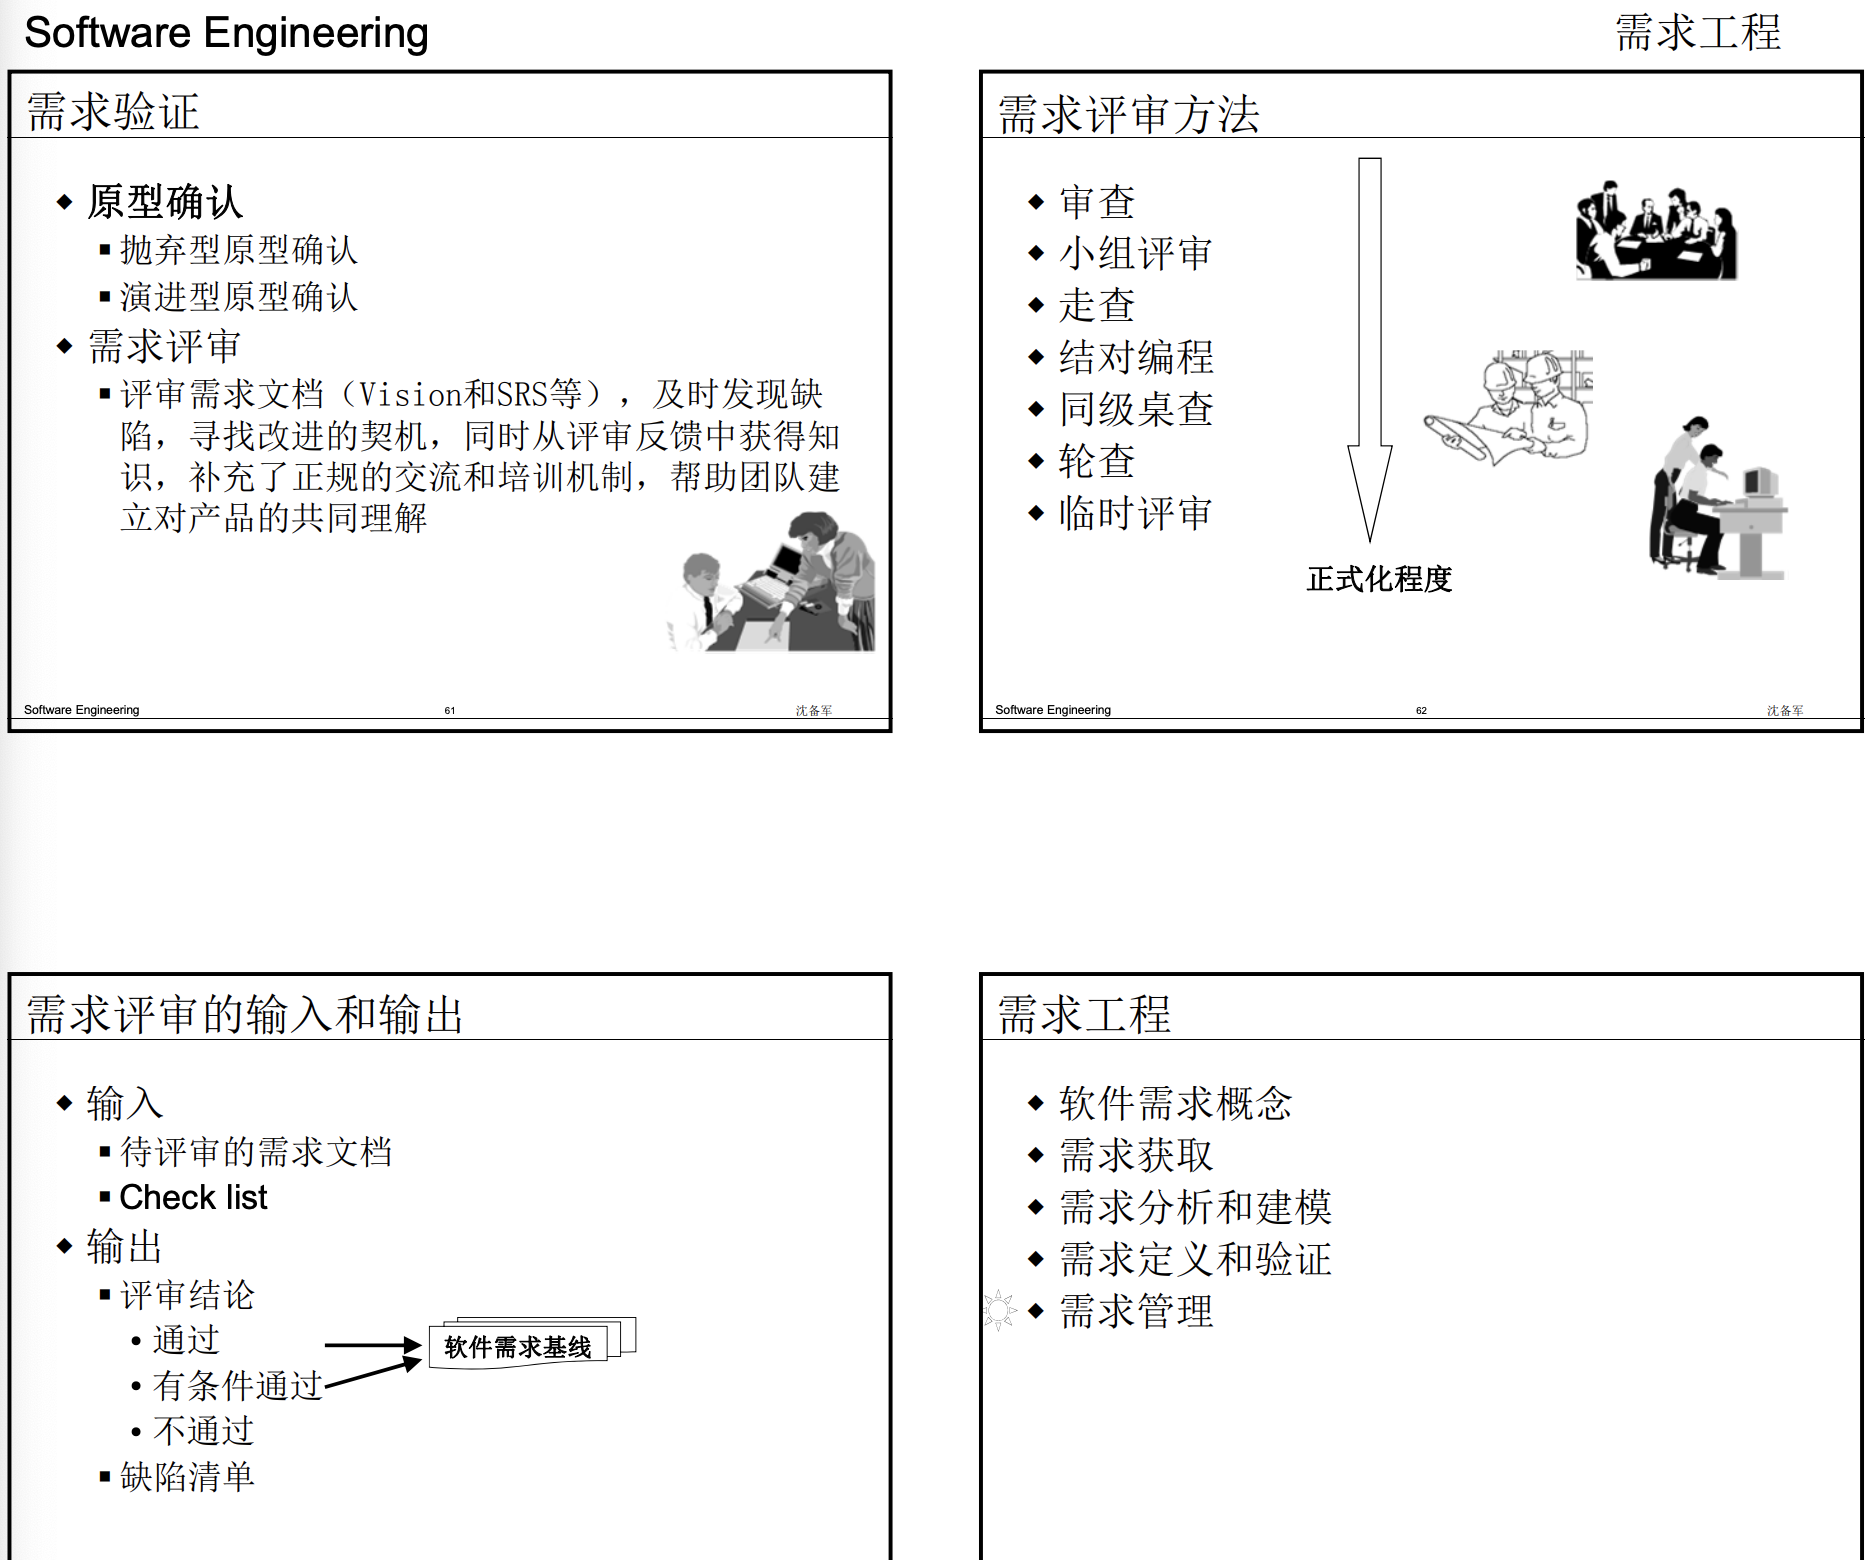 Software Engineering
需求工程
需求验证
◆ 原型确认
▪ 抛弃型原型确认
▪ 演进型原型确认
◆ 需求评审
▪ 评审需求文档（Vision和SRS等），及时发现缺
陷，寻找改进的契机，同时从评审反馈中获得知
识，补充了正规的交流和培训机制，帮助团队建
立对产品的共同理解
Software Engineering
61
沈备军
需求评审方法
◆ 审查
◆ 小组评审
◆ 走查
◆ 结对编程
◆ 同级桌查
◆ 轮查
◆ 临时评审
正式化程度
Software Engineering
62
沈备军
需求评审的输入和输出
◆ 输入
▪ 待评审的需求文档
▪ Check list
◆ 输出
▪ 评审结论
• 通过
• 有条件通过
• 不通过
▪ 缺陷清单
软件需求基线
需求工程
◆ 软件需求概念
◆ 需求获取
◆ 需求分析和建模
◆ 需求定义和验证
◆ 需求管理